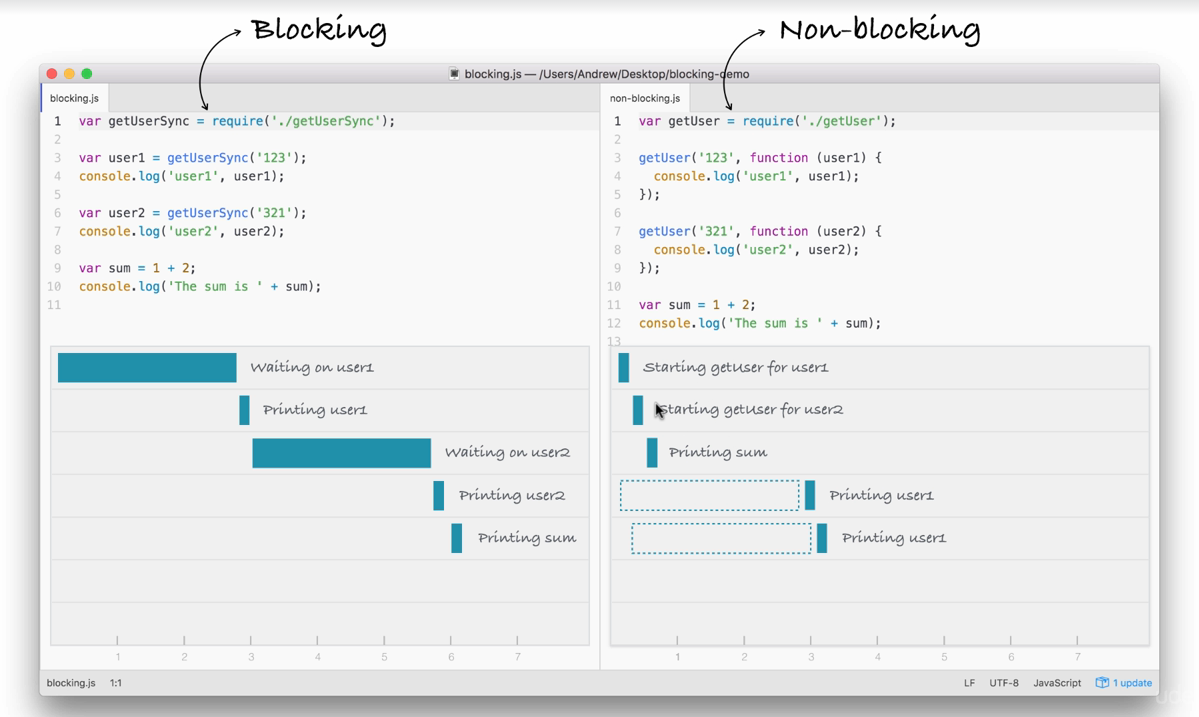 Blocking
Non-blocking
blocking.js — /Users/Andrew/Desktop/blocking-demo
blocking.js
1 var getUserSync = require('./getUserSync');
2
3 var user1 = getUserSync('123');
4 console.log('user1', user1);
5
6 var user2 = getUserSync('321');
7 console.log('user2', user2);
8
9 var sum = 1 + 2;
10 console.log('The sum is ' + sum);
11
Waiting on user1
Printing user1
Waiting on user2
Printing user2
Printing sum
1 2 3 4 5 6 7
non-blocking.js
1 var getUser = require('./getUser');
2
3 getUser('123', function (user1) {
4 console.log('user1', user1);
5 });
6
7 getUser('321', function (user2) {
8 console.log('user2', user2);
9 });
10
11 var sum = 1 + 2;
12 console.log('The sum is ' + sum);
13
Starting getUser for user1
Starting getUser for user2
Printing sum
Printing user1
Printing user1
1 2 3 4 5 6 7
blocking.js 1:1
LF UTF-8 JavaScript 1 update